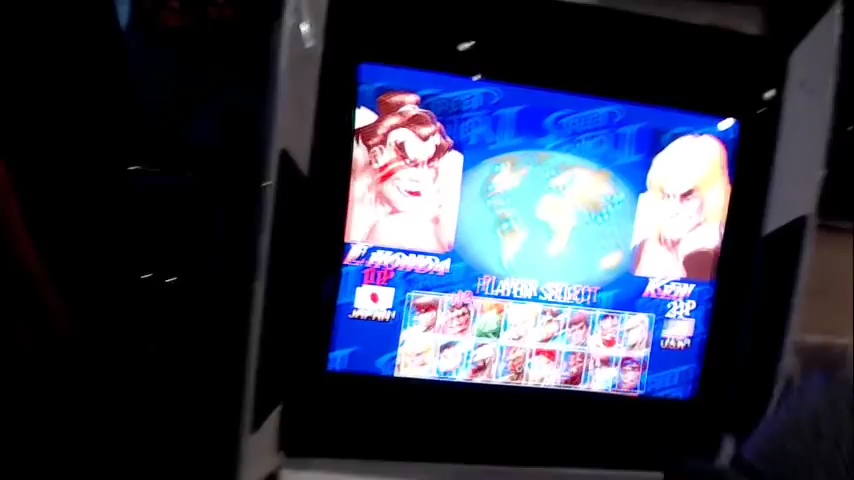 E.HONDA
1P
JAPAN
PLAYER SELECT
KEN
2P
USA